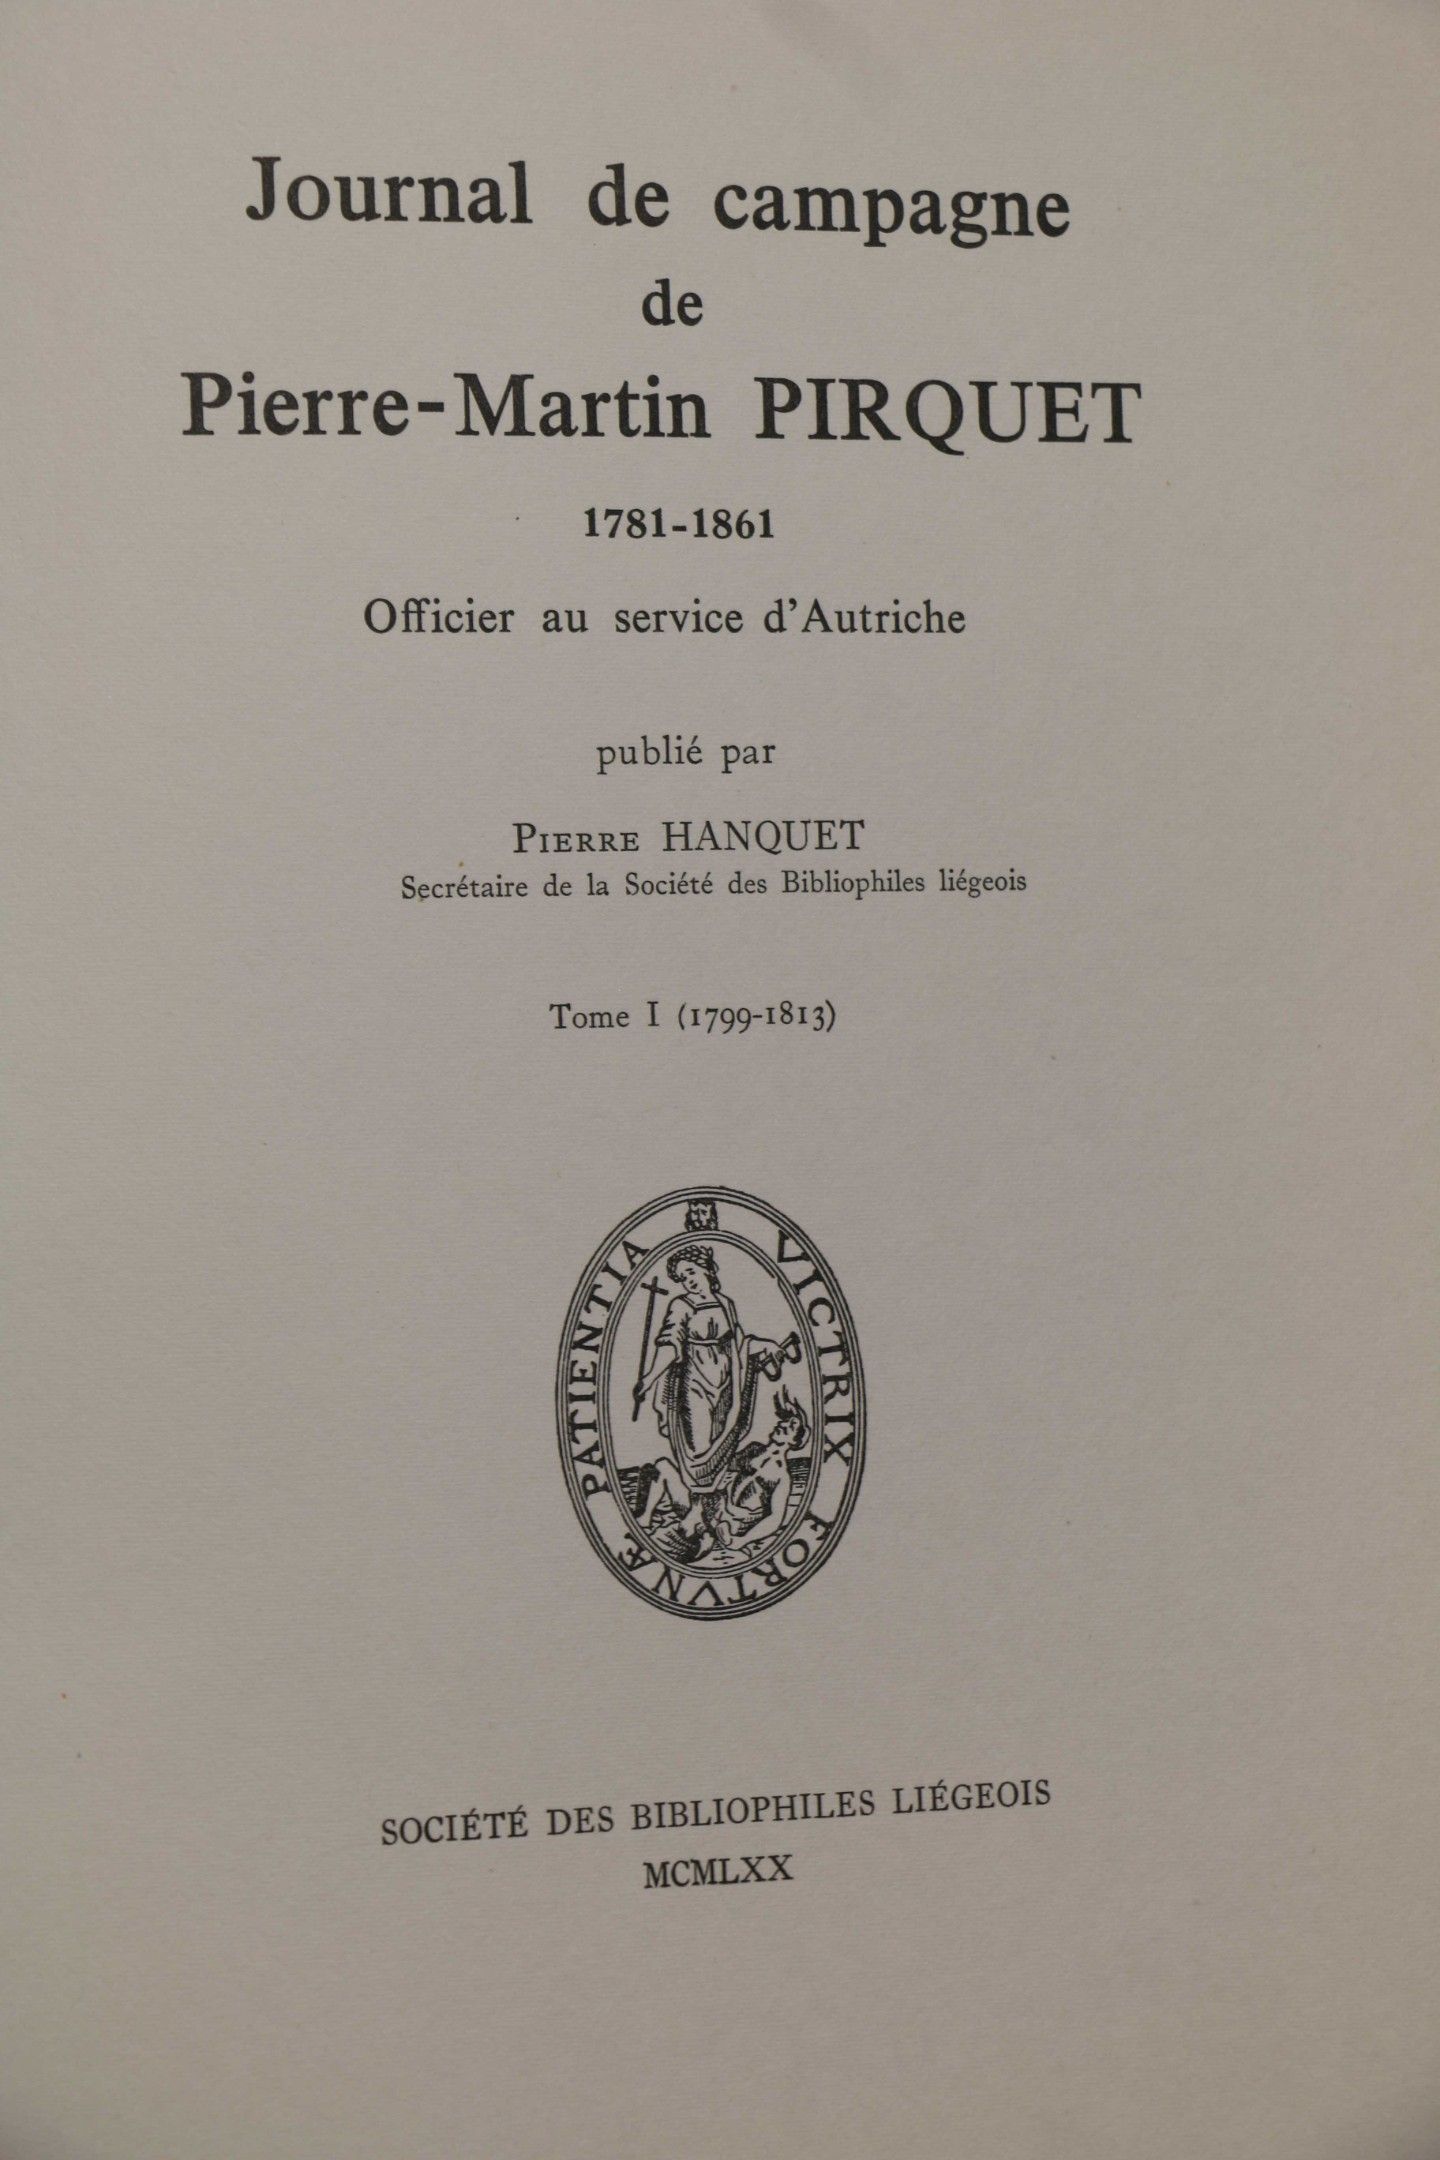 Journal de campagne
de
Pierre-Martin PIRQUET
1781-1861
Officier au service d'Autriche
publié par
PIERRE HANQUET
Secrétaire de la Société des Bibliophiles liégeois
Tome I (1799-1813)
PATIENTIA VICTRIX FORTVNÆ
SOCIÉTÉ DES BIBLIOPHILES LIÉGEOIS
MCMLXX